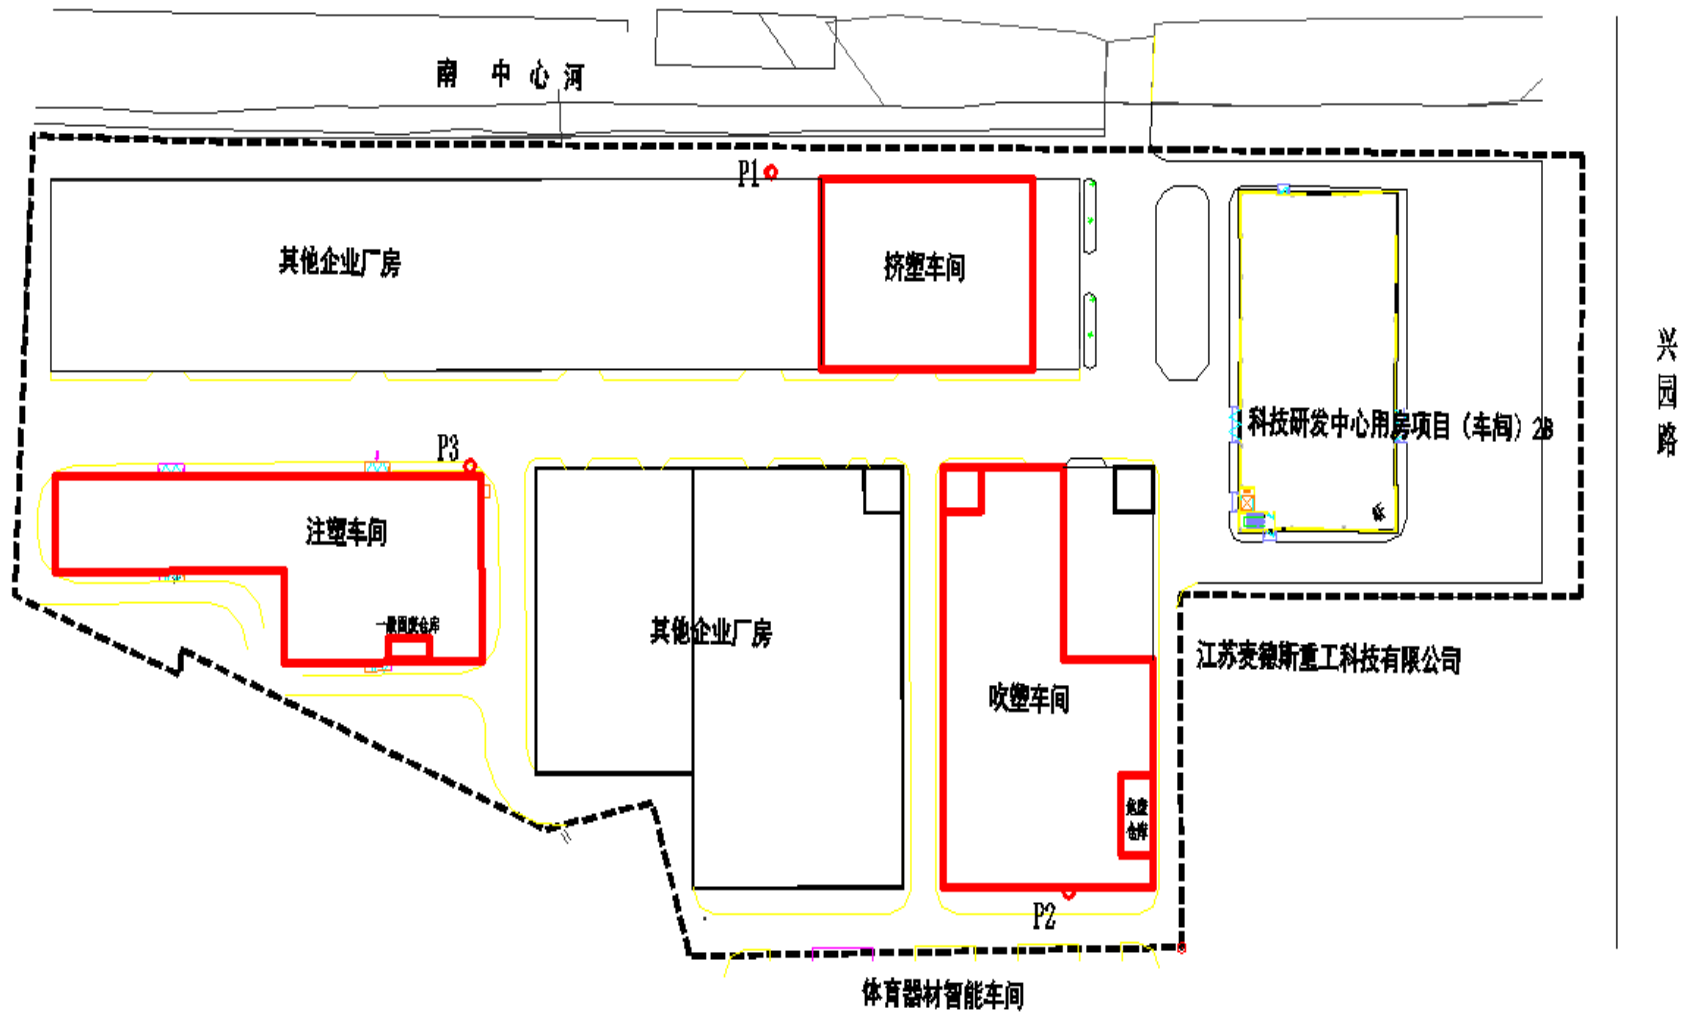 南 中心河
P1
其他企业厂房
挤塑车间
兴园路
科技研发中心用房项目（车间）2B
P3
注塑车间
一般固废仓库
其他企业厂房
江苏麦德斯重工科技有限公司
吹塑车间
危废
仓库
P2
体育器材智能车间